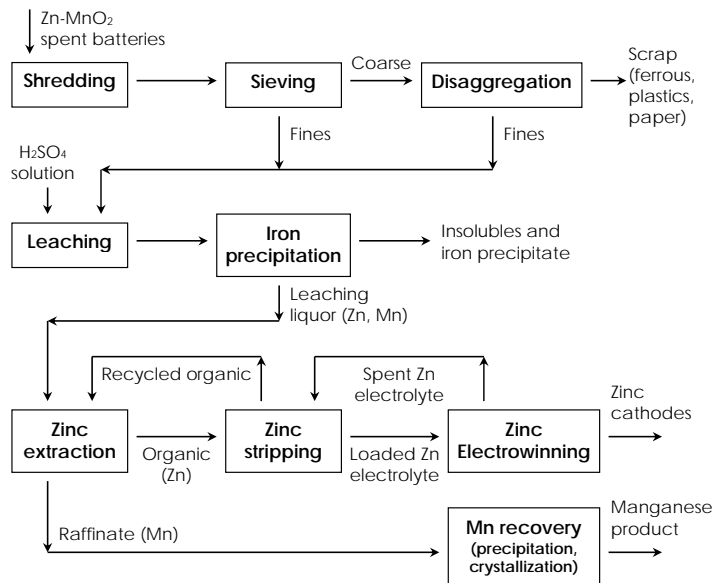 Zn-MnO₂
spent batteries
Shredding
Sieving
Coarse
Disaggregation
Scrap
(ferrous,
plastics,
paper)
Fines
Fines
H₂SO₄
solution
Leaching
Iron
precipitation
Insolubles and
iron precipitate
Leaching
liquor (Zn, Mn)
Recycled organic
Spent Zn
electrolyte
Zinc
extraction
Organic
(Zn)
Zinc
stripping
Loaded Zn
electrolyte
Zinc
Electrowinning
Zinc
cathodes
Raffinate (Mn)
Mn recovery
(precipitation,
crystallization)
Manganese
product